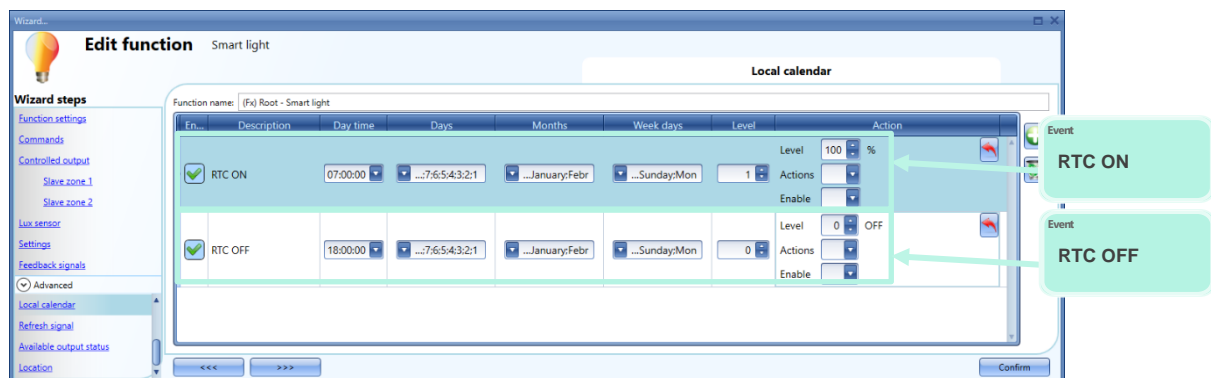 Wizard...
Edit function Smart light
Local calendar
Wizard steps
Function settings
Commands
Controlled output
Slave zone 1
Slave zone 2
Lux sensor
Settings
Feedback signals
Advanced
Local calendar
Refresh signal
Available output status
Location
Function name: (Fx) Root - Smart light
En... Description Day time Days Months Week days Level Action
RTC ON 07:00:00 ...;7;6;5;4;3;2;1 ...January;Febr ...Sunday;Mon 1
Level 100 %
Actions
Enable
RTC OFF 18:00:00 ...;7;6;5;4;3;2;1 ...January;Febr ...Sunday;Mon 0
Level 0 OFF
Actions
Enable
<<< >>> Confirm
Event
RTC ON
Event
RTC OFF